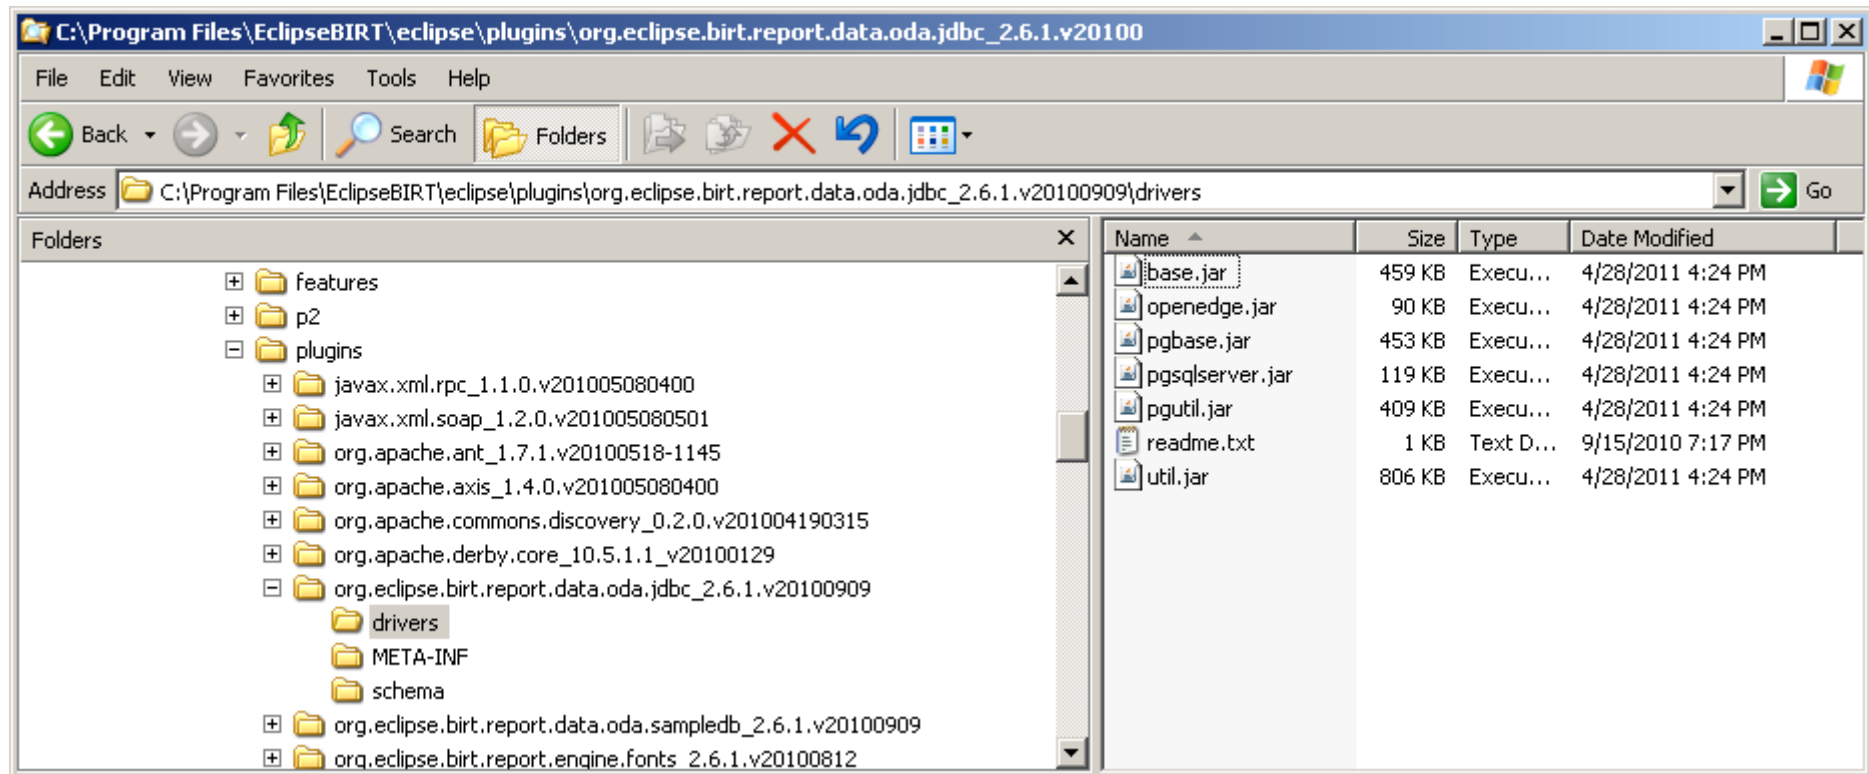 C:\Program Files\EclipseBIRT\eclipse\plugins\org.eclipse.birt.report.data.oda.jdbc_2.6.1.v20100
File Edit View Favorites Tools Help
Back Search Folders
Address C:\Program Files\EclipseBIRT\eclipse\plugins\org.eclipse.birt.report.data.oda.jdbc_2.6.1.v20100909\drivers Go
Folders
features
p2
plugins
javax.xml.rpc_1.1.0.v201005080400
javax.xml.soap_1.2.0.v201005080501
org.apache.ant_1.7.1.v20100518-1145
org.apache.axis_1.4.0.v201005080400
org.apache.commons.discovery_0.2.0.v201004190315
org.apache.derby.core_10.5.1.1_v20100129
org.eclipse.birt.report.data.oda.jdbc_2.6.1.v20100909
drivers
META-INF
schema
org.eclipse.birt.report.data.oda.sampledb_2.6.1.v20100909
org.eclipse.birt.report.engine.fonts_2.6.1.v20100812
Name Size Type Date Modified
base.jar 459 KB Execu... 4/28/2011 4:24 PM
openedge.jar 90 KB Execu... 4/28/2011 4:24 PM
pgbase.jar 453 KB Execu... 4/28/2011 4:24 PM
pgsqlserver.jar 119 KB Execu... 4/28/2011 4:24 PM
pgutil.jar 409 KB Execu... 4/28/2011 4:24 PM
readme.txt 1 KB Text D... 9/15/2010 7:17 PM
util.jar 806 KB Execu... 4/28/2011 4:24 PM